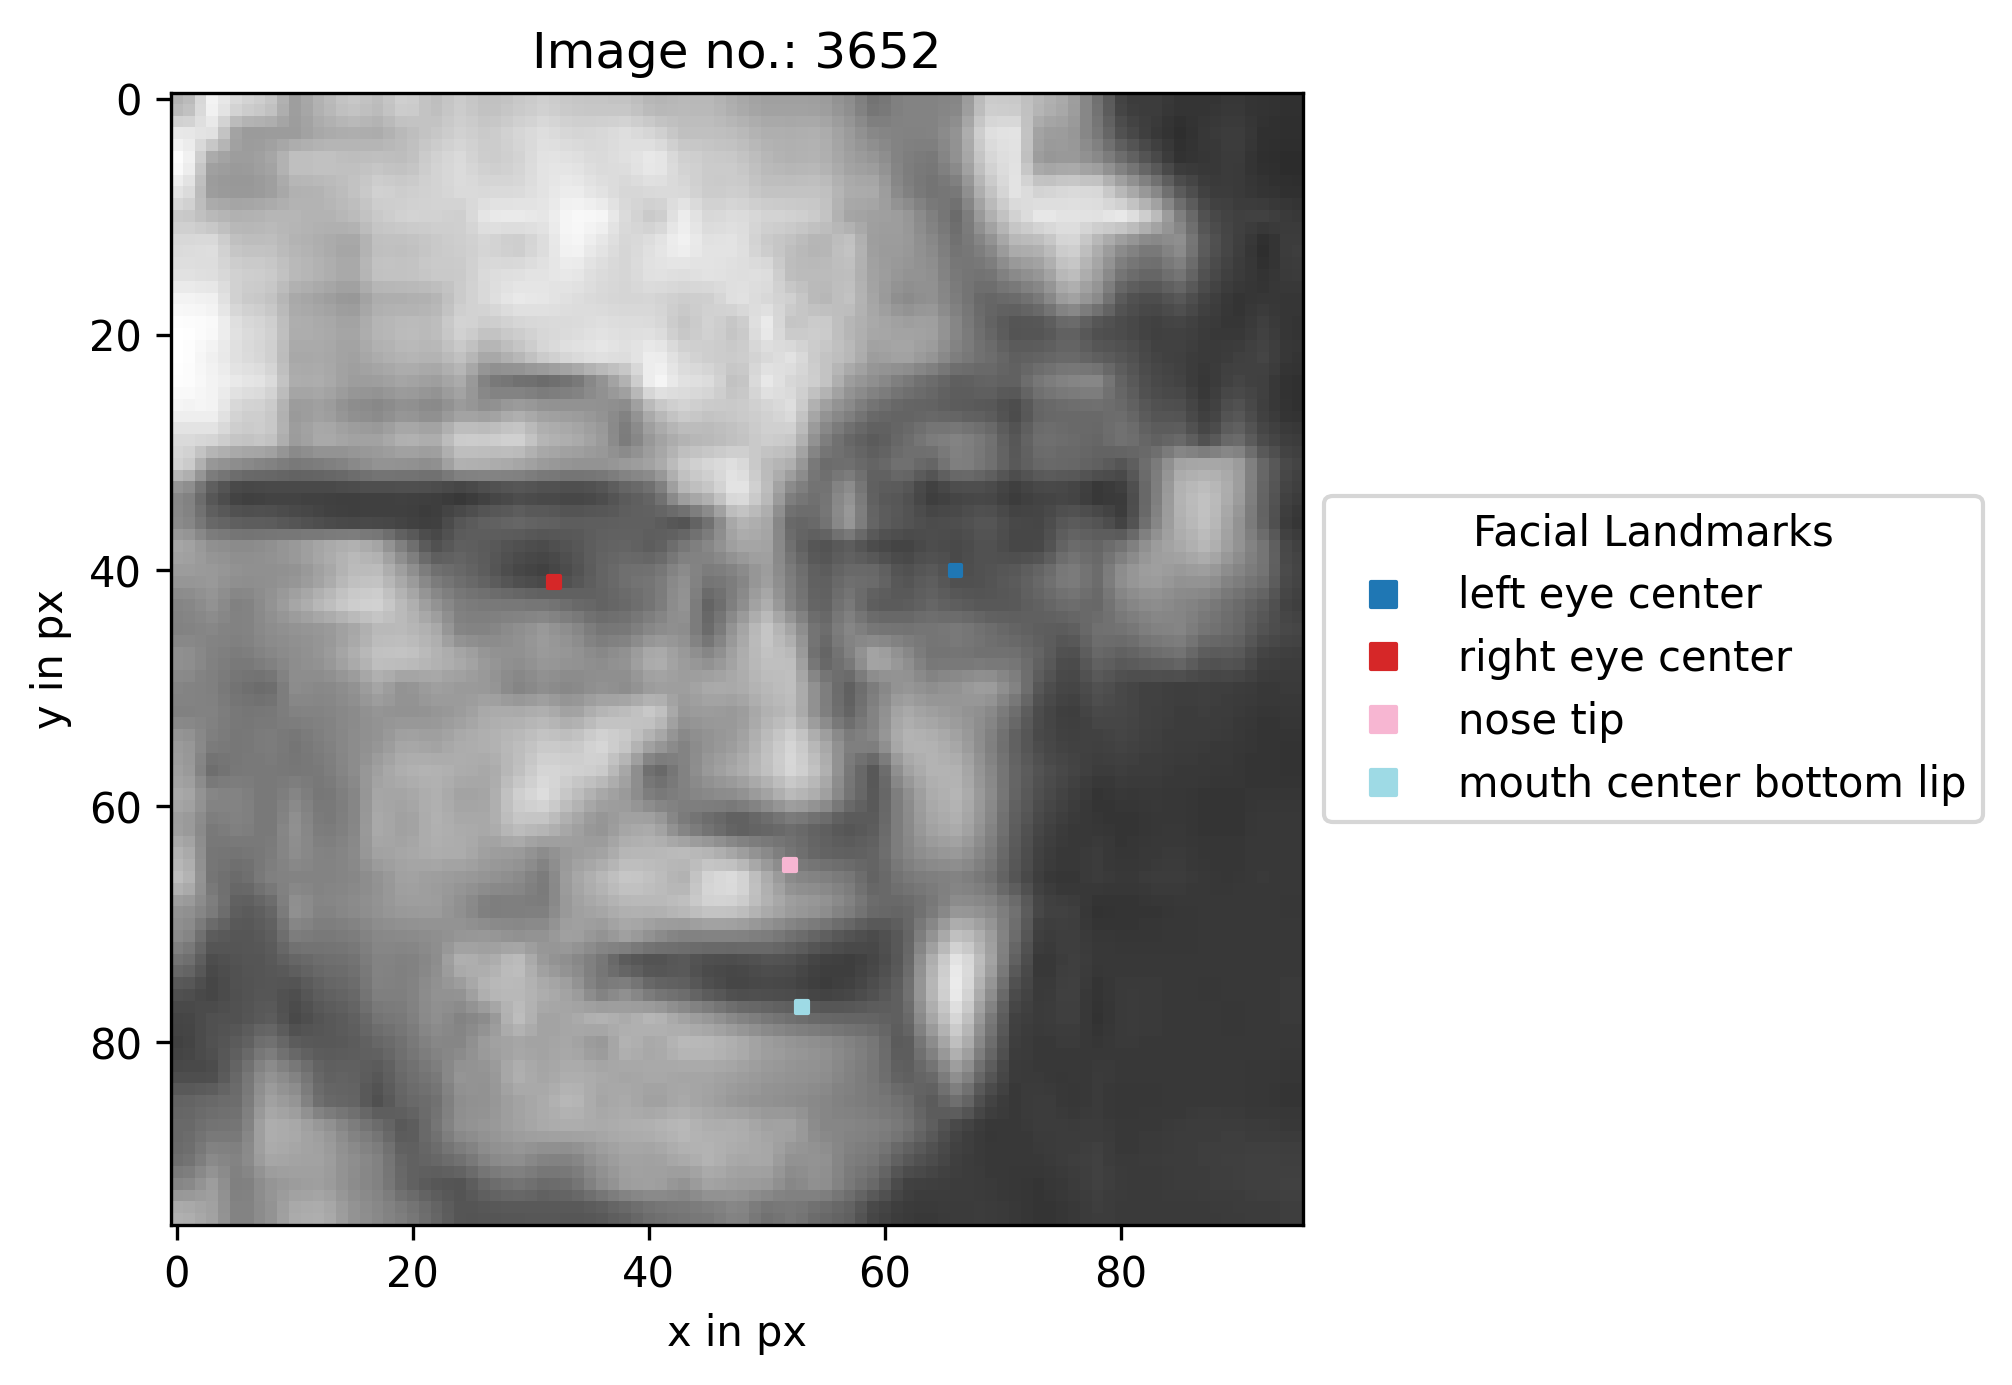 Image no.: 3652
0
20
40
60
80
y in px
0 20 40 60 80
x in px
Facial Landmarks
left eye center
right eye center
nose tip
mouth center bottom lip